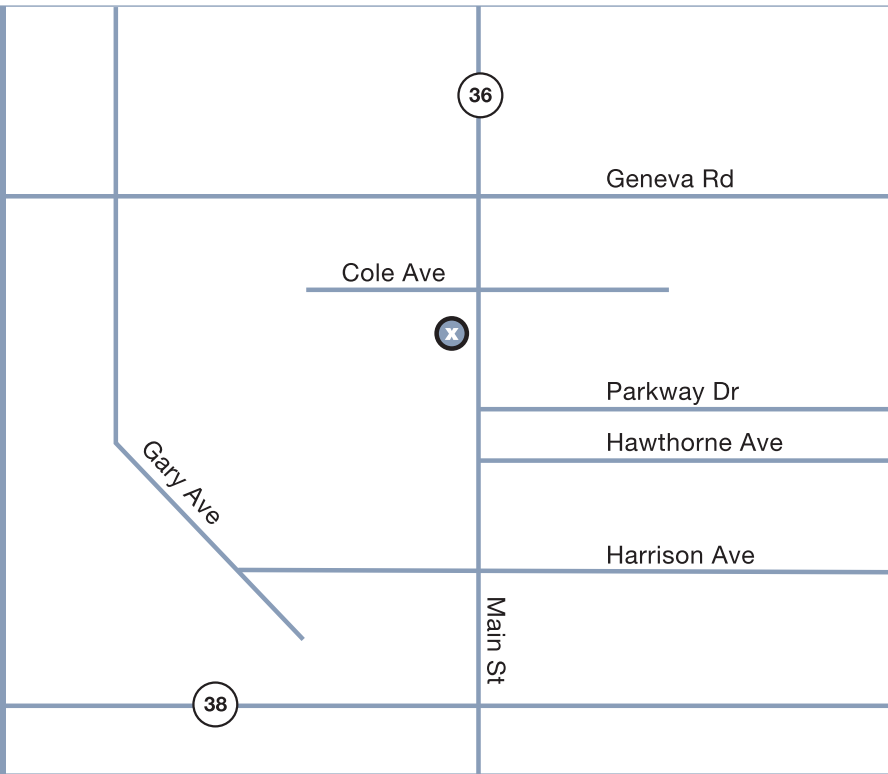 36
Geneva Rd
Cole Ave
X
Parkway Dr
Hawthorne Ave
Gary Ave
Harrison Ave
Main St
38